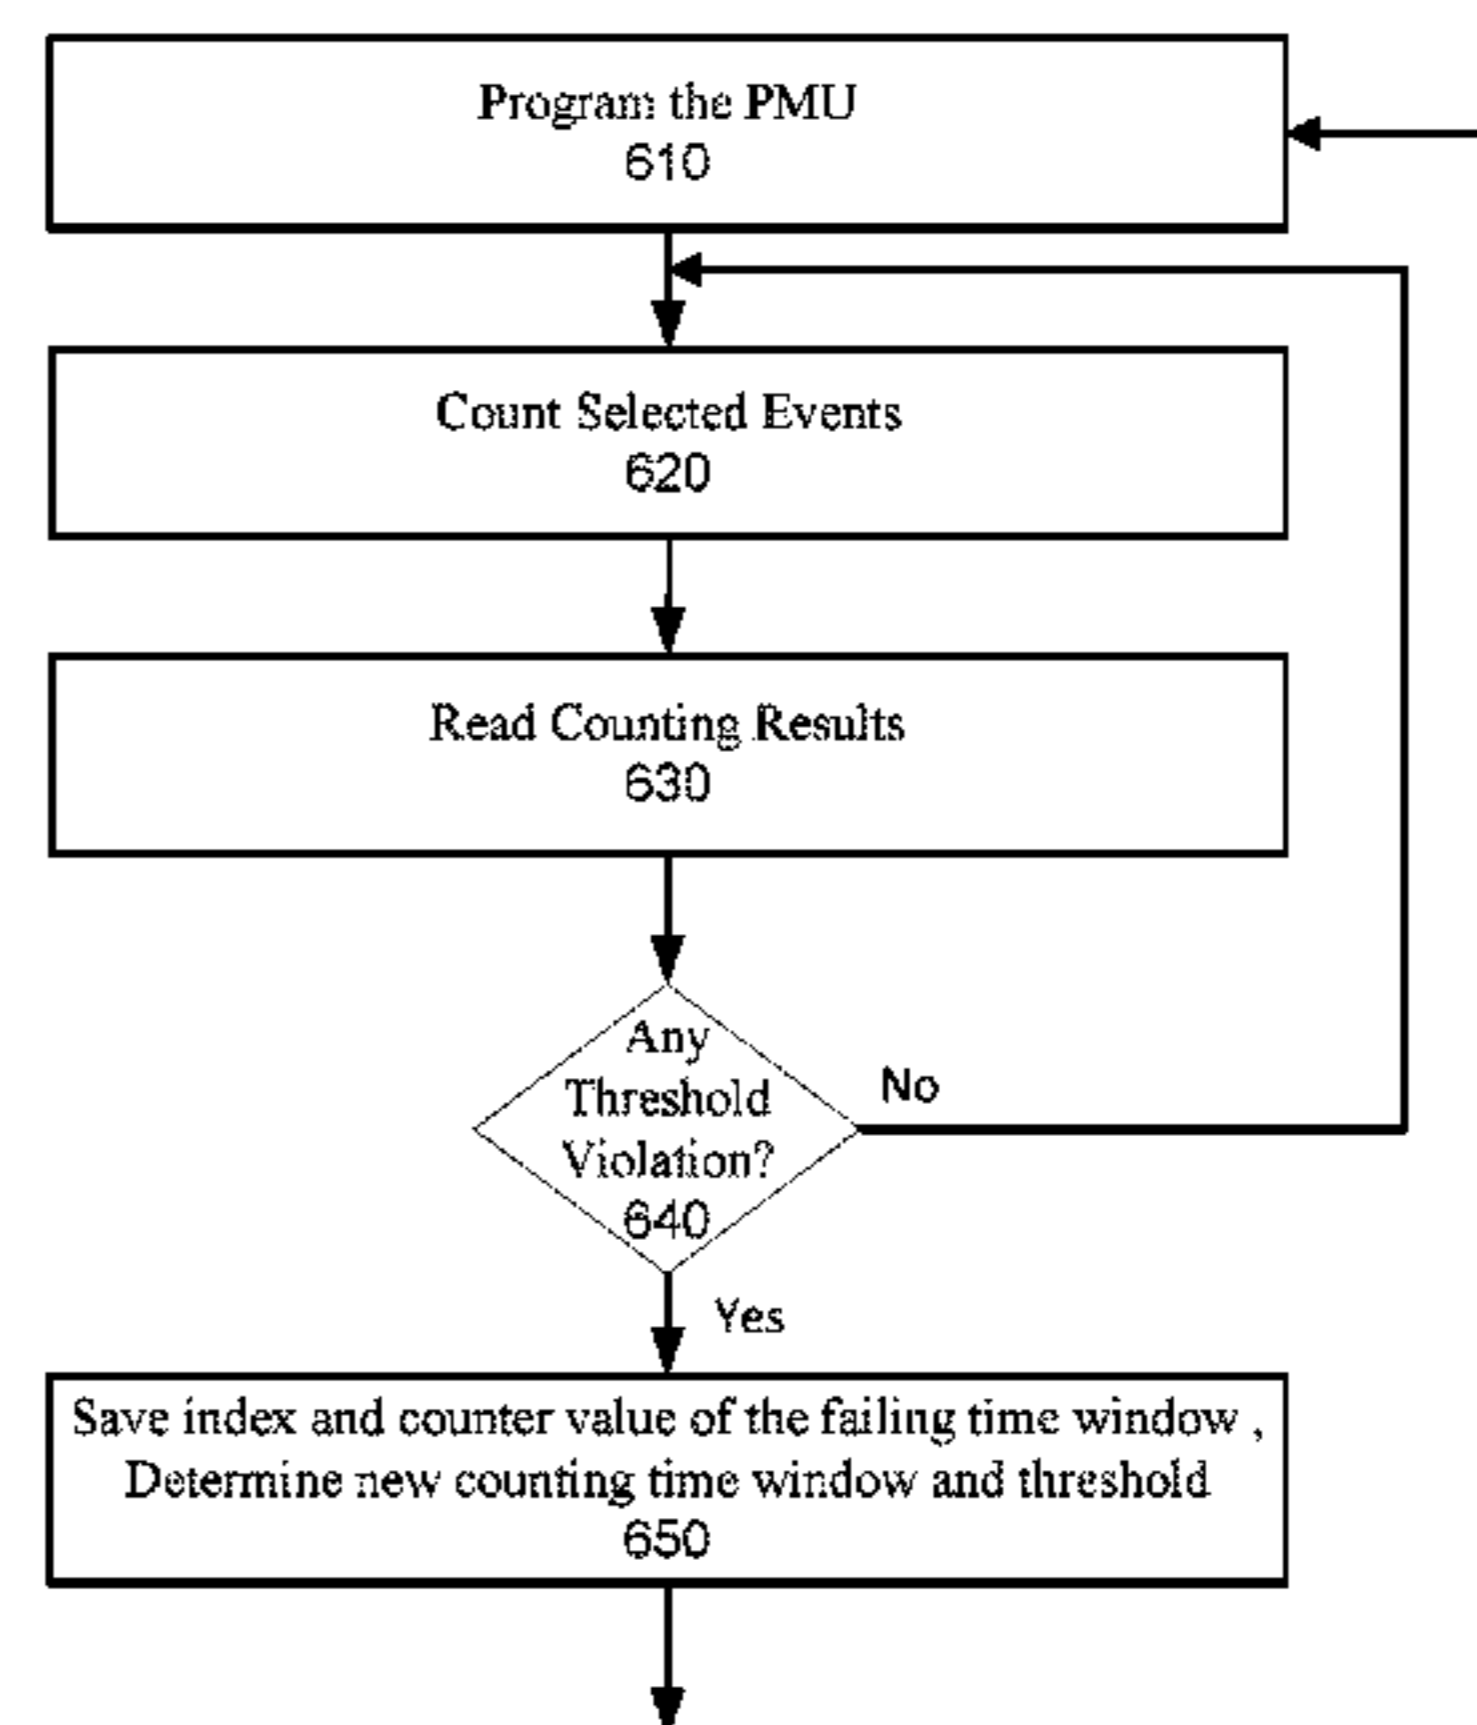 Program the PMU
610
Count Selected Events
620
Read Counting Results
630
Any
Threshold
Violation?
640
No
Yes
Save index and counter value of the failing time window ,
Determine new counting time window and threshold
650